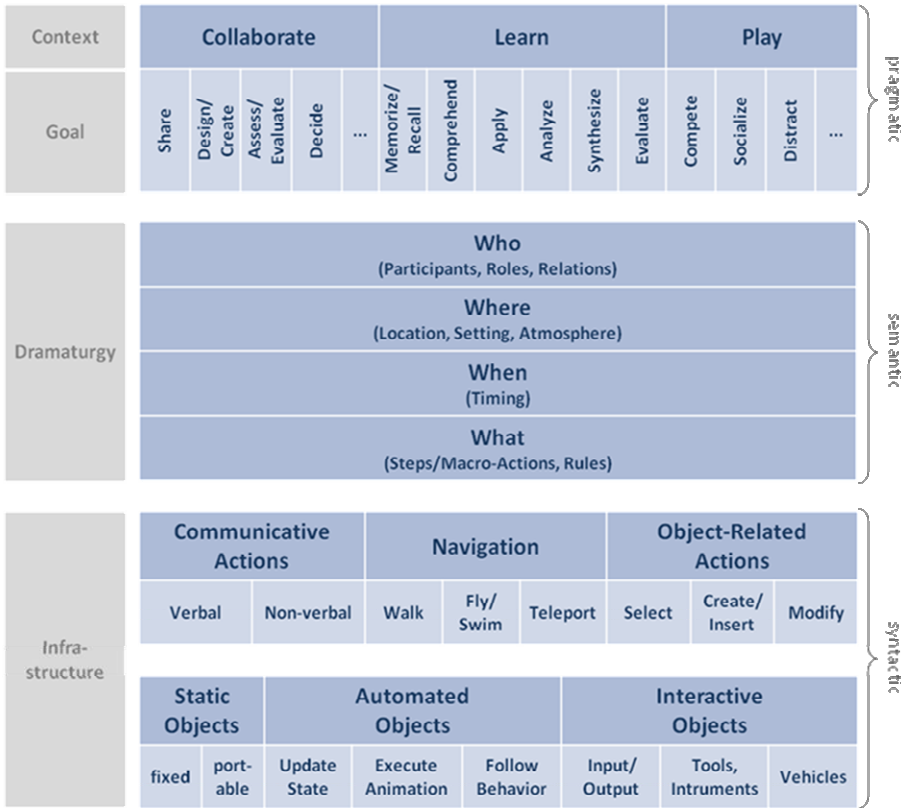 Context
Collaborate
Learn
Play
Goal
Share
Design/
Create
Assess/
Evaluate
Decide
...
Memorize/
Recall
Comprehend
Apply
Analyze
Synthesize
Evaluate
Compete
Socialize
Distract
...
pragmatic
Dramaturgy
Who
(Participants, Roles, Relations)
Where
(Location, Setting, Atmosphere)
When
(Timing)
What
(Steps/Macro-Actions, Rules)
semantic
Infra-
structure
Communicative
Actions
Navigation
Object-Related
Actions
Verbal
Non-verbal
Walk
Fly/
Swim
Teleport
Select
Create/
Insert
Modify
Static
Objects
Automated
Objects
Interactive
Objects
fixed
port-
able
Update
State
Execute
Animation
Follow
Behavior
Input/
Output
Tools,
Intruments
Vehicles
syntactic